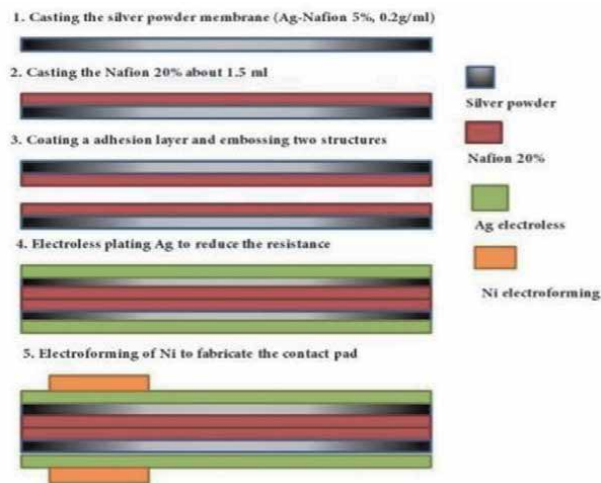 1. Casting the silver powder membrane (Ag-Nafion 5%, 0.2g/ml)
2. Casting the Nafion 20% about 1.5 ml
Silver powder
3. Coating a adhesion layer and embossing two structures
Nafion 20%
Ag electroless
4. Electroless plating Ag to reduce the resistance
Ni electroforming
5. Electroforming of Ni to fabricate the contact pad